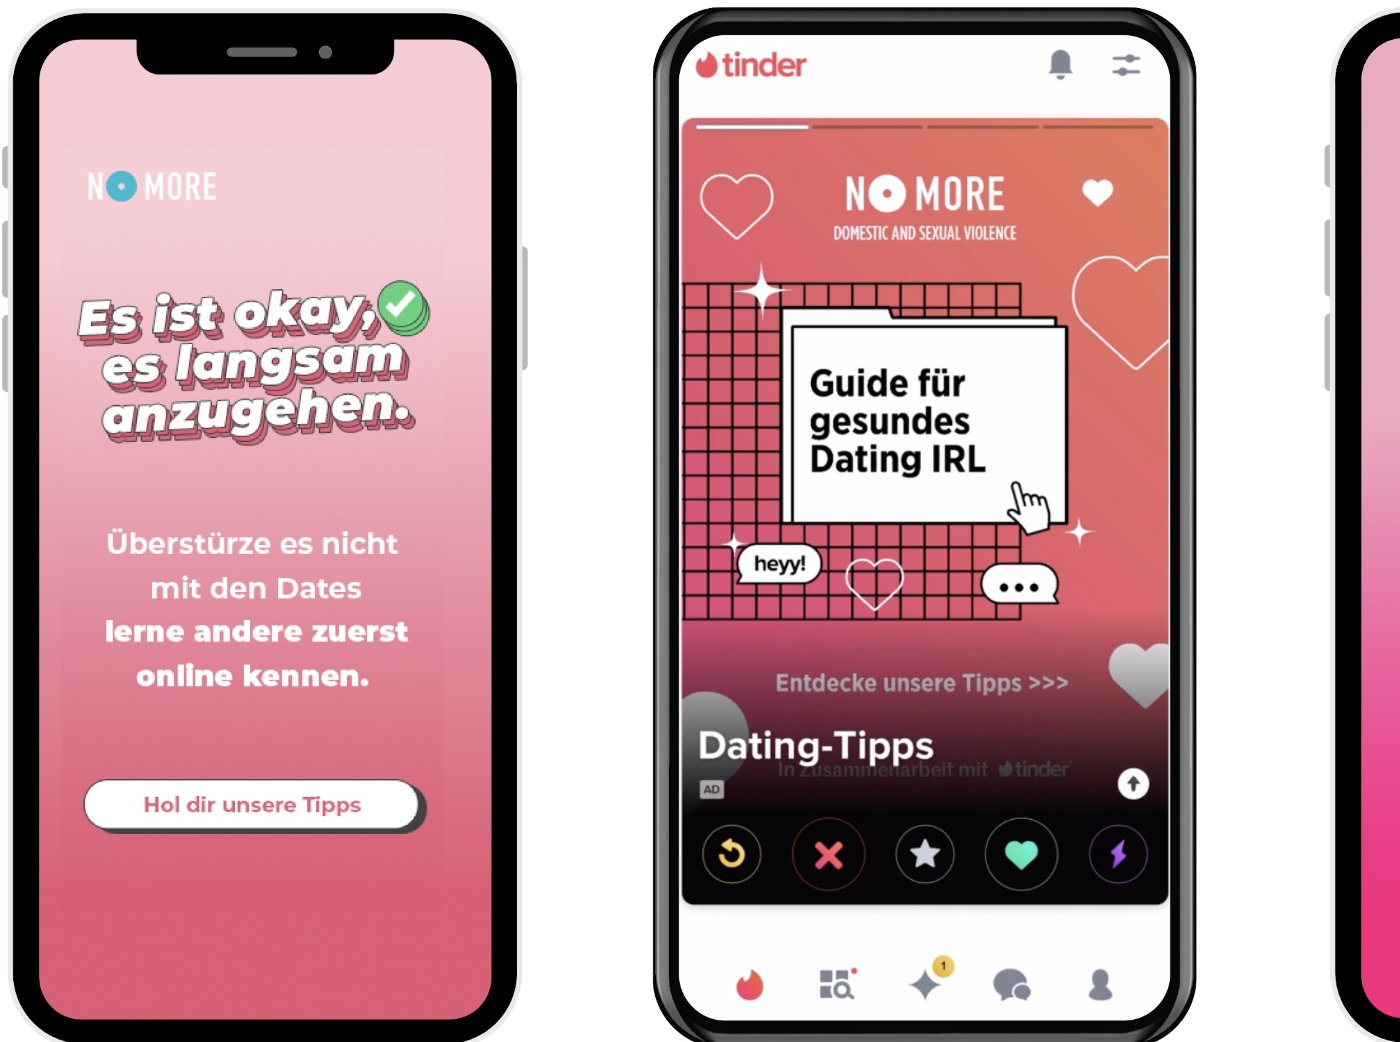 NO MORE
Es ist okay,
es langsam
anzugehen.
Überstürze es nicht
mit den Dates
lerne andere zuerst
online kennen.
Hol dir unsere Tipps
tinder
NO MORE
DOMESTIC AND SEXUAL VIOLENCE
Guide für
gesundes
Dating IRL
heyy!
Entdecke unsere Tipps >>>
Dating-Tipps
In Zusammenarbeit mit tinder
AD
1